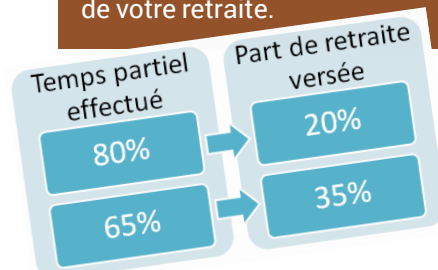 de votre retraite.
Temps partiel
effectué
Part de retraite
versée
80%
20%
65%
35%